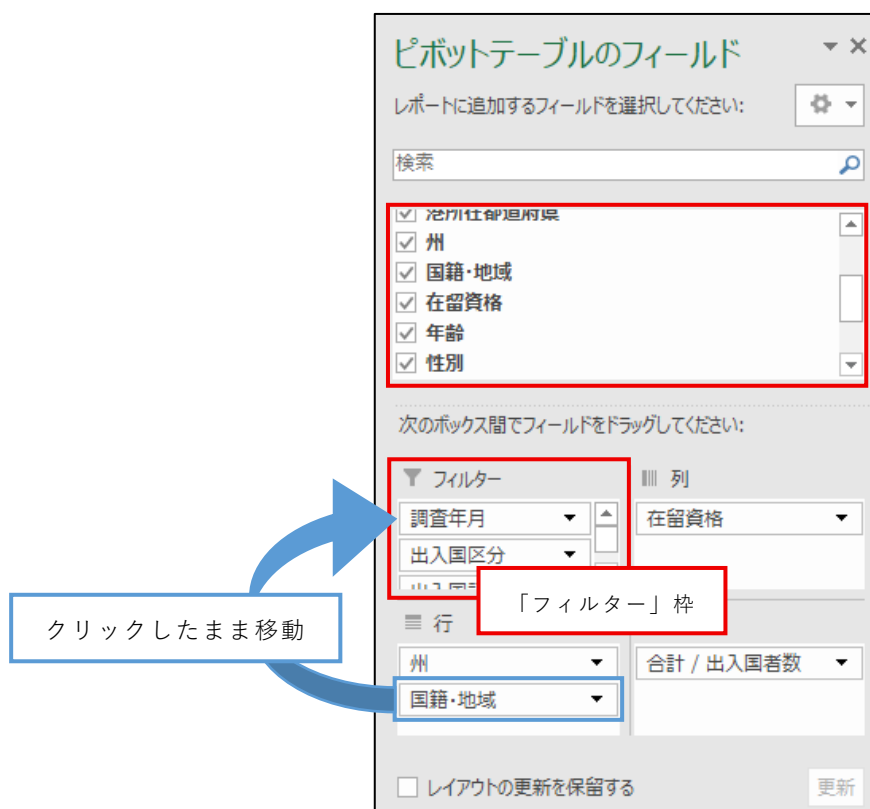 ピボットテーブルのフィールド
レポートに追加するフィールドを選択してください:
検索
港所在都道府県
州
国籍・地域
在留資格
年齢
性別
次のボックス間でフィールドをドラッグしてください:
フィルター
列
調査年月
在留資格
出入国区分
「フィルター」枠
クリックしたまま移動
行
州
合計 / 出入国者数
国籍・地域
レイアウトの更新を保留する
更新